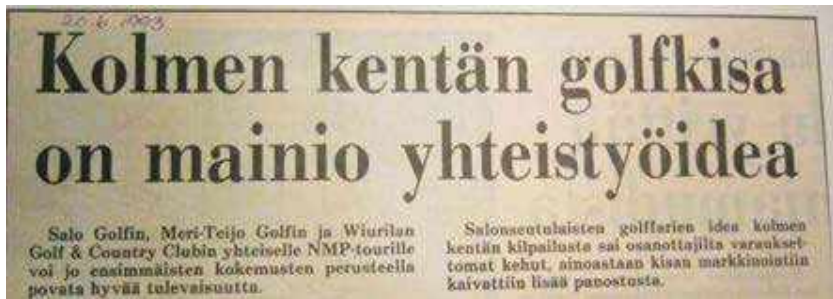 20.6.1993
Kolmen kentän golfkisa
on mainio yhteistyöidea
Salo Golfin, Meri-Teijo Golfin ja Wiurilan
Golf & Country Clubin yhteiselle NMP-tourille
voi jo ensimmäisten kokemusten perusteella
povata hyvää tulevaisuutta.
Salonseutulaisten golffarien idea kolmen
kentän kilpailusta sai osanottajilta varaukset-
tomat kehut, ainoastaan kisan markkinointiin
kaivattiin lisää panostusta.